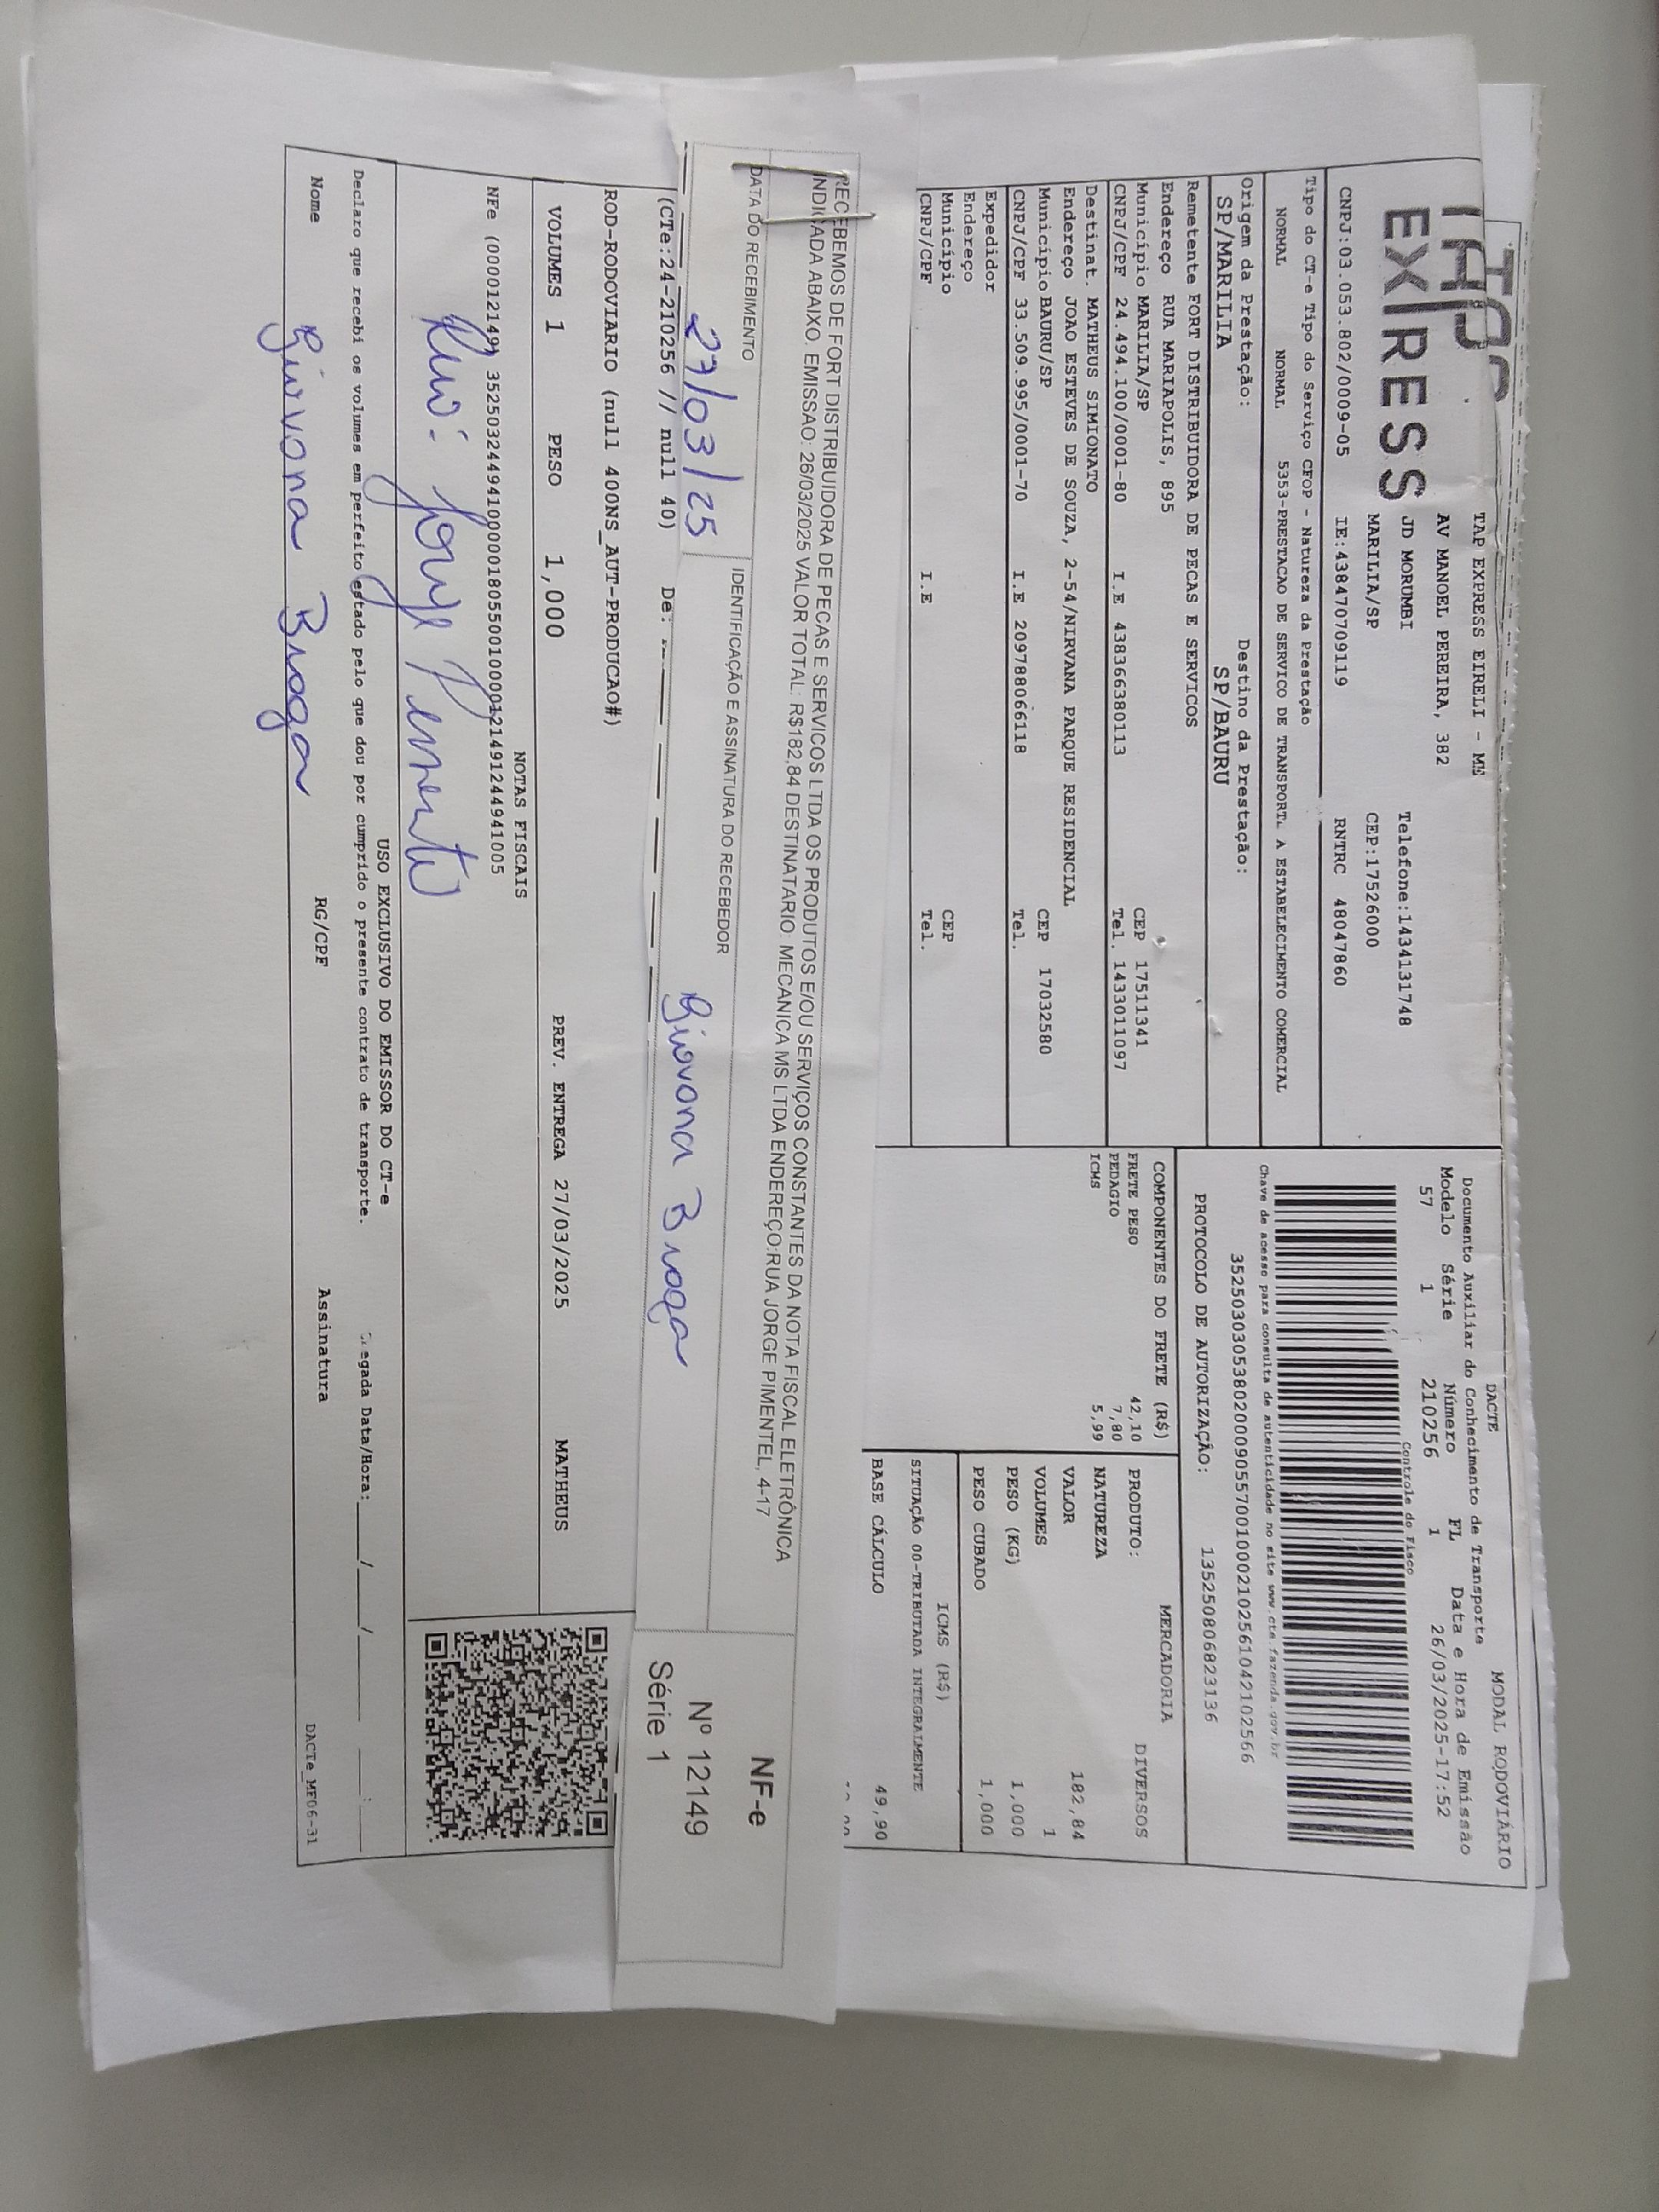 TAP
EXPRESS
TAP EXPRESS EIRELI - ME
AV MANOEL PEREIRA, 382
JD MORUMBI Telefone:1434131748
MARILIA/SP CEP:17526000
CNPJ:03.053.802/0009-05 IE:438470709119 RNTRC 48047860
Tipo do CT-e Tipo do Serviço CFOP - Natureza da Prestação
NORMAL NORMAL 5353-PRESTACAO DE SERVICO DE TRANSPORTE A ESTABELECIMENTO COMERCIAL
Origem da Prestação: Destino da Prestação:
SP/MARILIA SP/BAURU
Remetente FORT DISTRIBUIDORA DE PECAS E SERVICOS
Endereço RUA MARIAPOLIS, 895
Município MARILIA/SP CEP 17511341
CNPJ/CPF 24.494.100/0001-80 I.E 438366380113 Tel. 1433011097
Destinat. MATHEUS SIMIONATO
Endereço JOAO ESTEVES DE SOUZA, 2-54/NIRVANA PARQUE RESIDENCIAL
Município BAURU/SP CEP 17032580
CNPJ/CPF 33.509.995/0001-70 I.E 209788066118 Tel.
Expedidor
Endereço
Município CEP
CNPJ/CPF I.E Tel.
MODAL RODOVIÁRIO
DACTE
Documento Auxiliar do Conhecimento de Transporte
Modelo Série Número FL Data e Hora de Emissão
57 1 210256 1 26/03/2025-17:52
Controle do Fisco
Chave de acesso para consulta de autenticidade no site www.cte.fazenda.gov.br
35250303053802000905570010002102561042102566
PROTOCOLO DE AUTORIZAÇÃO: 135250806823136
COMPONENTES DO FRETE (R$)
FRETE PESO 42,10
PEDAGIO 7,80
ICMS 5,99
MERCADORIA
PRODUTO: DIVERSOS
NATUREZA
VALOR 182,84
VOLUMES 1
PESO (KG) 1,000
PESO CUBADO 1,000
ICMS (R$)
SITUAÇÃO 00-TRIBUTADA INTEGRALMENTE
BASE CÁLCULO 49,90
RECEBEMOS DE FORT DISTRIBUIDORA DE PECAS E SERVICOS LTDA OS PRODUTOS E/OU SERVIÇOS CONSTANTES DA NOTA FISCAL ELETRÔNICA
INDICADA ABAIXO. EMISSÃO: 26/03/2025 VALOR TOTAL: R$182,84 DESTINATÁRIO: MECANICA MS LTDA ENDEREÇO:RUA JORGE PIMENTEL, 4-17
DATA DO RECEBIMENTO IDENTIFICAÇÃO E ASSINATURA DO RECEBEDOR
27/03/25 Giovona Braga
NF-e
Nº 12149
Série 1
(CTe:24-210256 // null 40) De:
ROD-RODOVIARIO (null 400NS_AUT-PRODUCAO#)
VOLUMES 1 PESO 1,000 PREV. ENTREGA 27/03/2025 MATHEUS
NOTAS FISCAIS
NFe (000012149) 35250324494100000180550010000121491244941005
Rua: Jorge Pimentel
USO EXCLUSIVO DO EMISSOR DO CT-e
Declaro que recebi os volumes em perfeito estado pelo que dou por cumprido o presente contrato de transporte. Chegada Data/Hora: ___/___/______ ___:___
Nome Giovona Braga RG/CPF Assinatura
DACTe_MF06-31